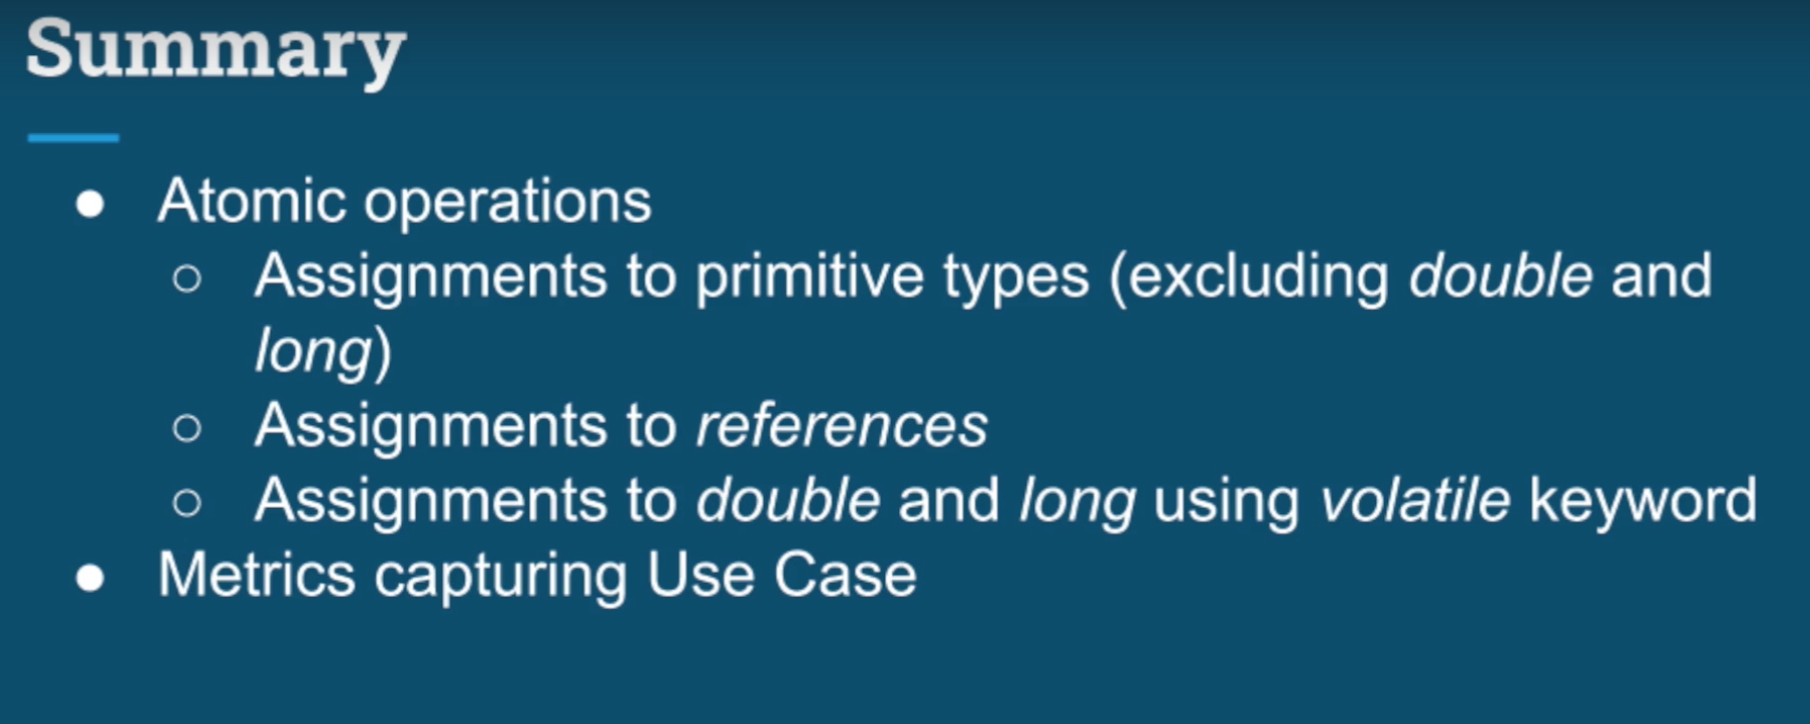 Summary
● Atomic operations
○ Assignments to primitive types (excluding double and
long)
○ Assignments to references
○ Assignments to double and long using volatile keyword
● Metrics capturing Use Case